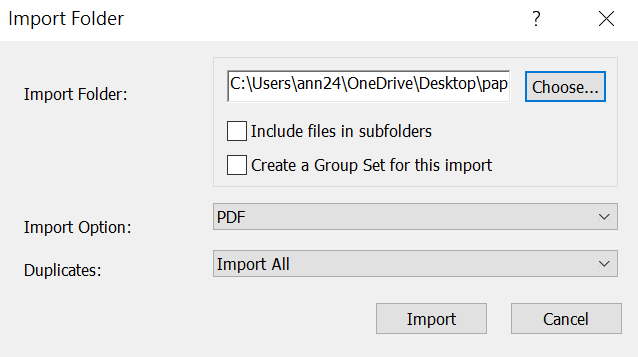 Import Folder
? ×
Import Folder:
C:\Users\ann24\OneDrive\Desktop\pap
Choose...
Include files in subfolders
Create a Group Set for this import
Import Option:
PDF
Duplicates:
Import All
Import
Cancel